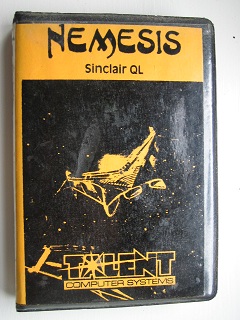 NEMESIS
Sinclair QL
TALENT
COMPUTER SYSTEMS